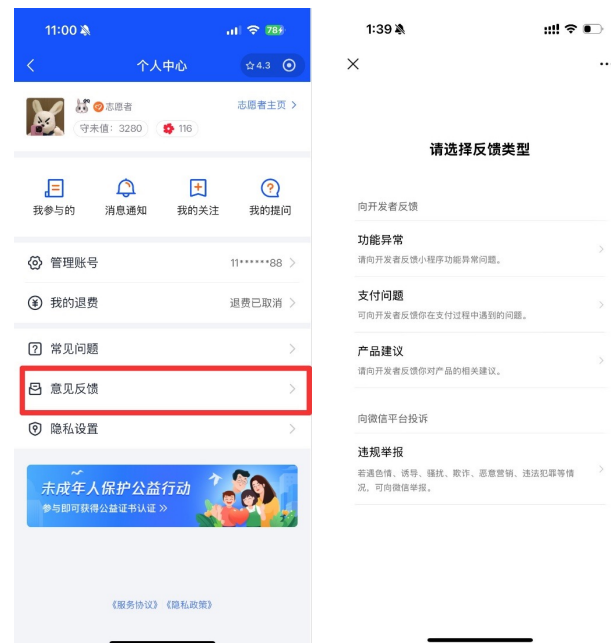 11:00
78
个人中心
4.3
志愿者
志愿者主页
守未值：3280
116
我参与的
消息通知
我的关注
我的提问
管理账号
11******88
我的退费
退费已取消
常见问题
意见反馈
隐私设置
未成年人保护公益行动
参与即可获得公益证书认证
《服务协议》《隐私政策》
1:39
请选择反馈类型
向开发者反馈
功能异常
请向开发者反馈小程序功能异常问题。
支付问题
可向开发者反馈你在支付过程中遇到的问题。
产品建议
请向开发者反馈你对产品的相关建议。
向微信平台投诉
违规举报
若遇色情、诱导、骚扰、欺诈、恶意营销、违法犯罪等情
况，可向微信举报。